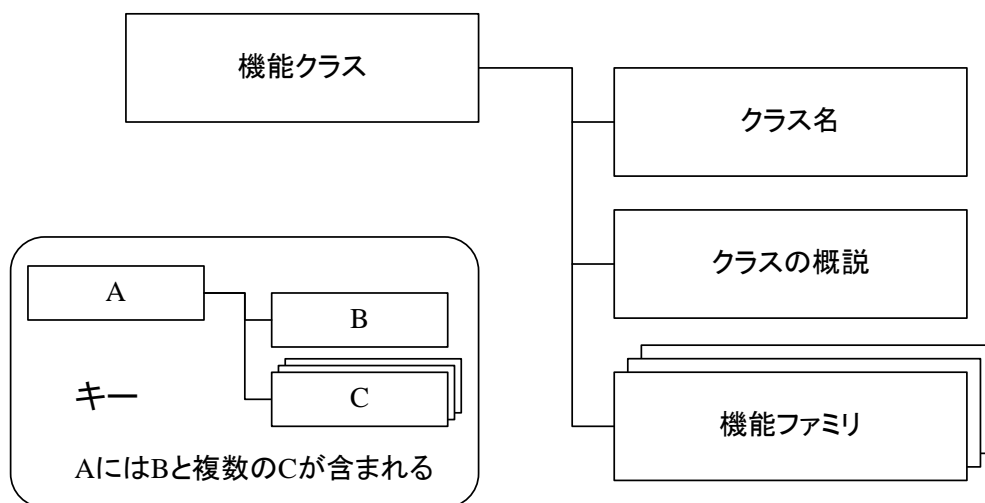 機能クラス
クラス名
クラスの概説
機能ファミリ
A
B
C
キー
AにはBと複数のCが含まれる